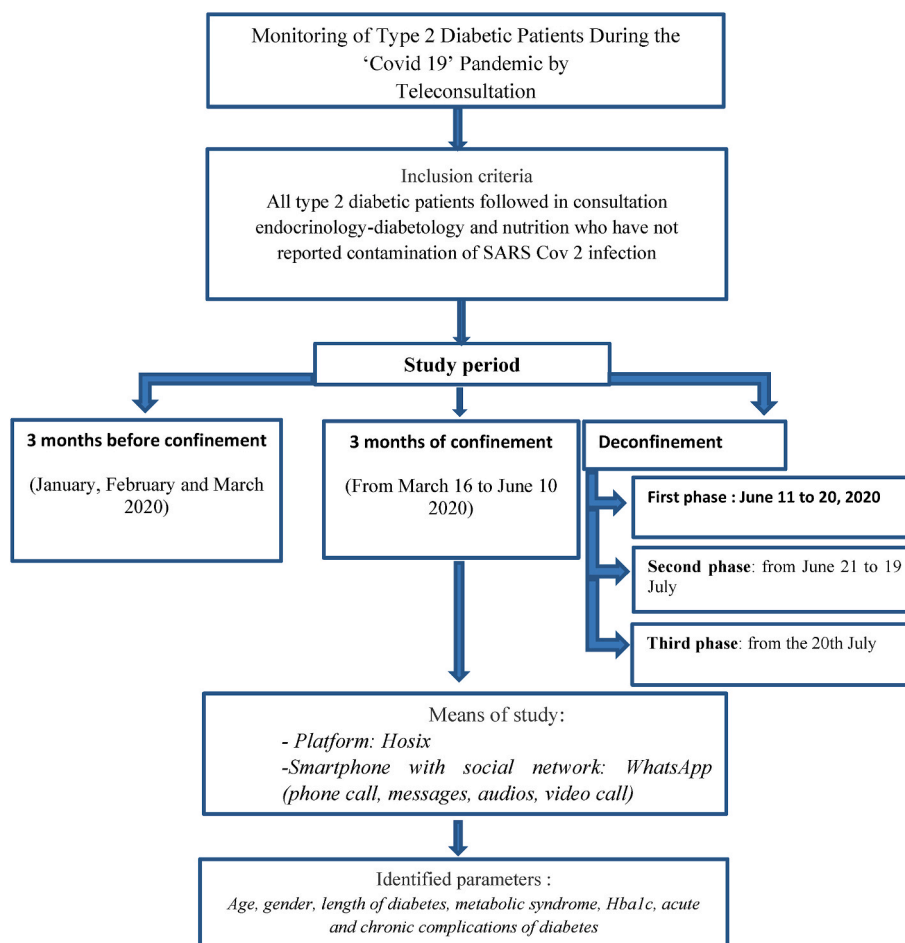 Monitoring of Type 2 Diabetic Patients During the
‘Covid 19’ Pandemic by
Teleconsultation
Inclusion criteria
All type 2 diabetic patients followed in consultation
endocrinology-diabetology and nutrition who have not
reported contamination of SARS Cov 2 infection
Study period
3 months before confinement
(January, February and March
2020)
3 months of confinement
(From March 16 to June 10
2020)
Deconfinement
First phase : June 11 to 20, 2020
Second phase: from June 21 to 19
July
Third phase: from the 20th July
Means of study:
- Platform: Hosix
-Smartphone with social network: WhatsApp
(phone call, messages, audios, video call)
Identified parameters :
Age, gender, length of diabetes, metabolic syndrome, Hba1c, acute
and chronic complications of diabetes